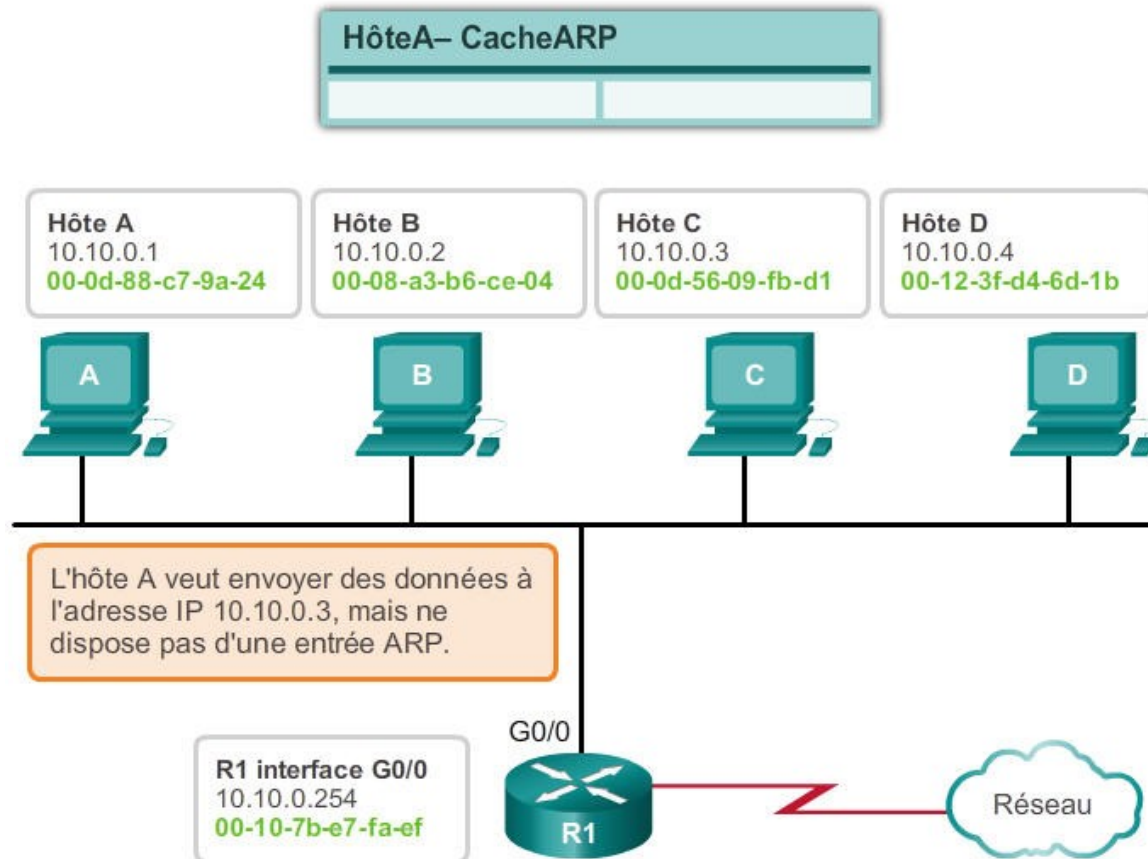 HôteA– CacheARP
Hôte A
10.10.0.1
00-0d-88-c7-9a-24
Hôte B
10.10.0.2
00-08-a3-b6-ce-04
Hôte C
10.10.0.3
00-0d-56-09-fb-d1
Hôte D
10.10.0.4
00-12-3f-d4-6d-1b
A
B
C
D
L'hôte A veut envoyer des données à
l'adresse IP 10.10.0.3, mais ne
dispose pas d'une entrée ARP.
G0/0
R1 interface G0/0
10.10.0.254
00-10-7b-e7-fa-ef
R1
Réseau